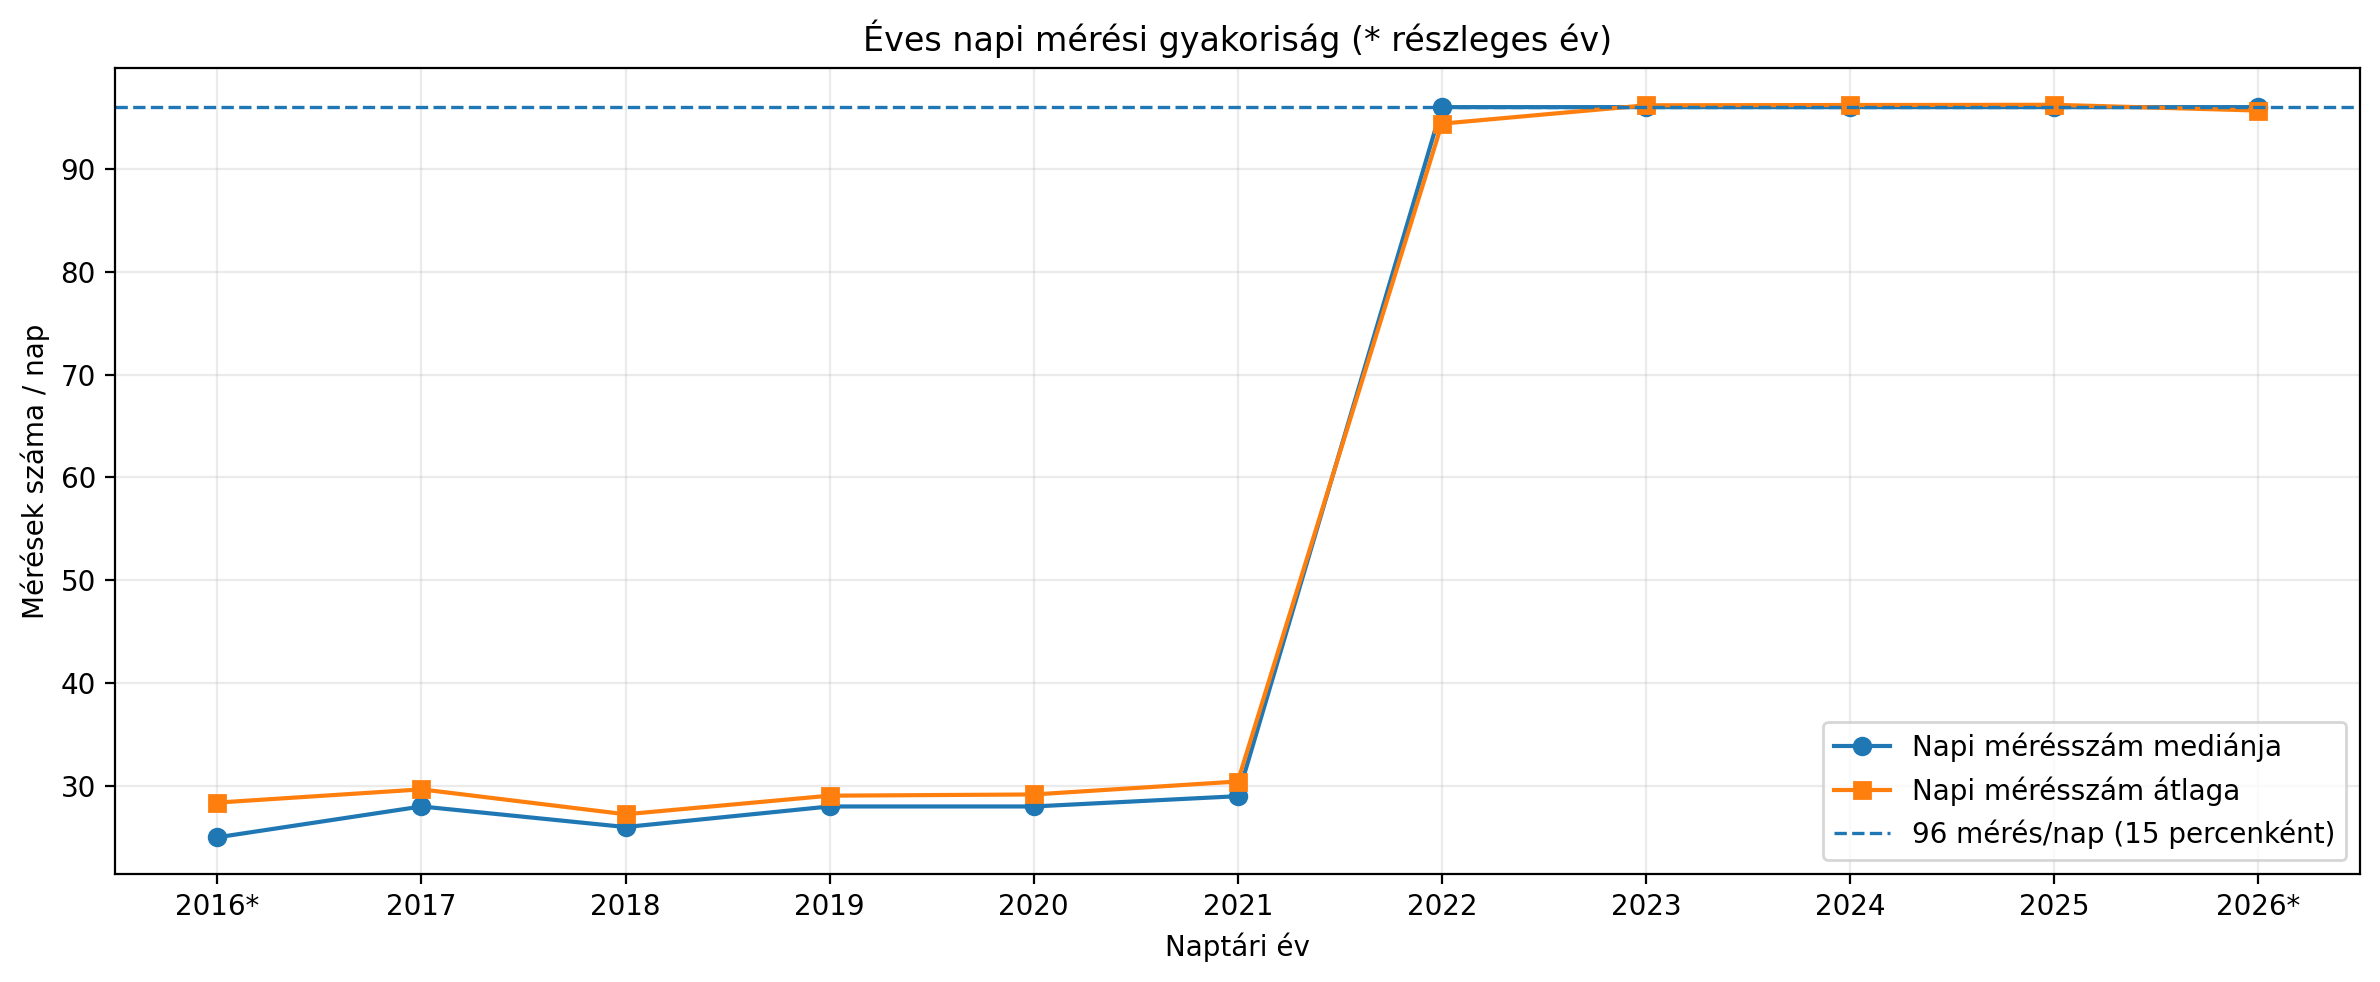 Éves napi mérési gyakoriság (* részleges év)
Mérések száma / nap
90
80
70
60
50
40
30
Napi mérésszám mediánja
Napi mérésszám átlaga
96 mérés/nap (15 percenként)
2016* 2017 2018 2019 2020 2021 2022 2023 2024 2025 2026*
Naptári év